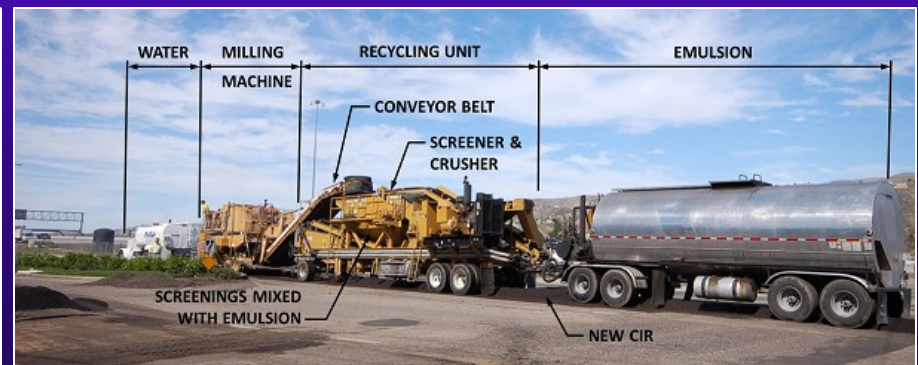 WATER
MILLING
MACHINE
RECYCLING UNIT
EMULSION
CONVEYOR BELT
SCREENER &
CRUSHER
SCREENINGS MIXED
WITH EMULSION
NEW CIR